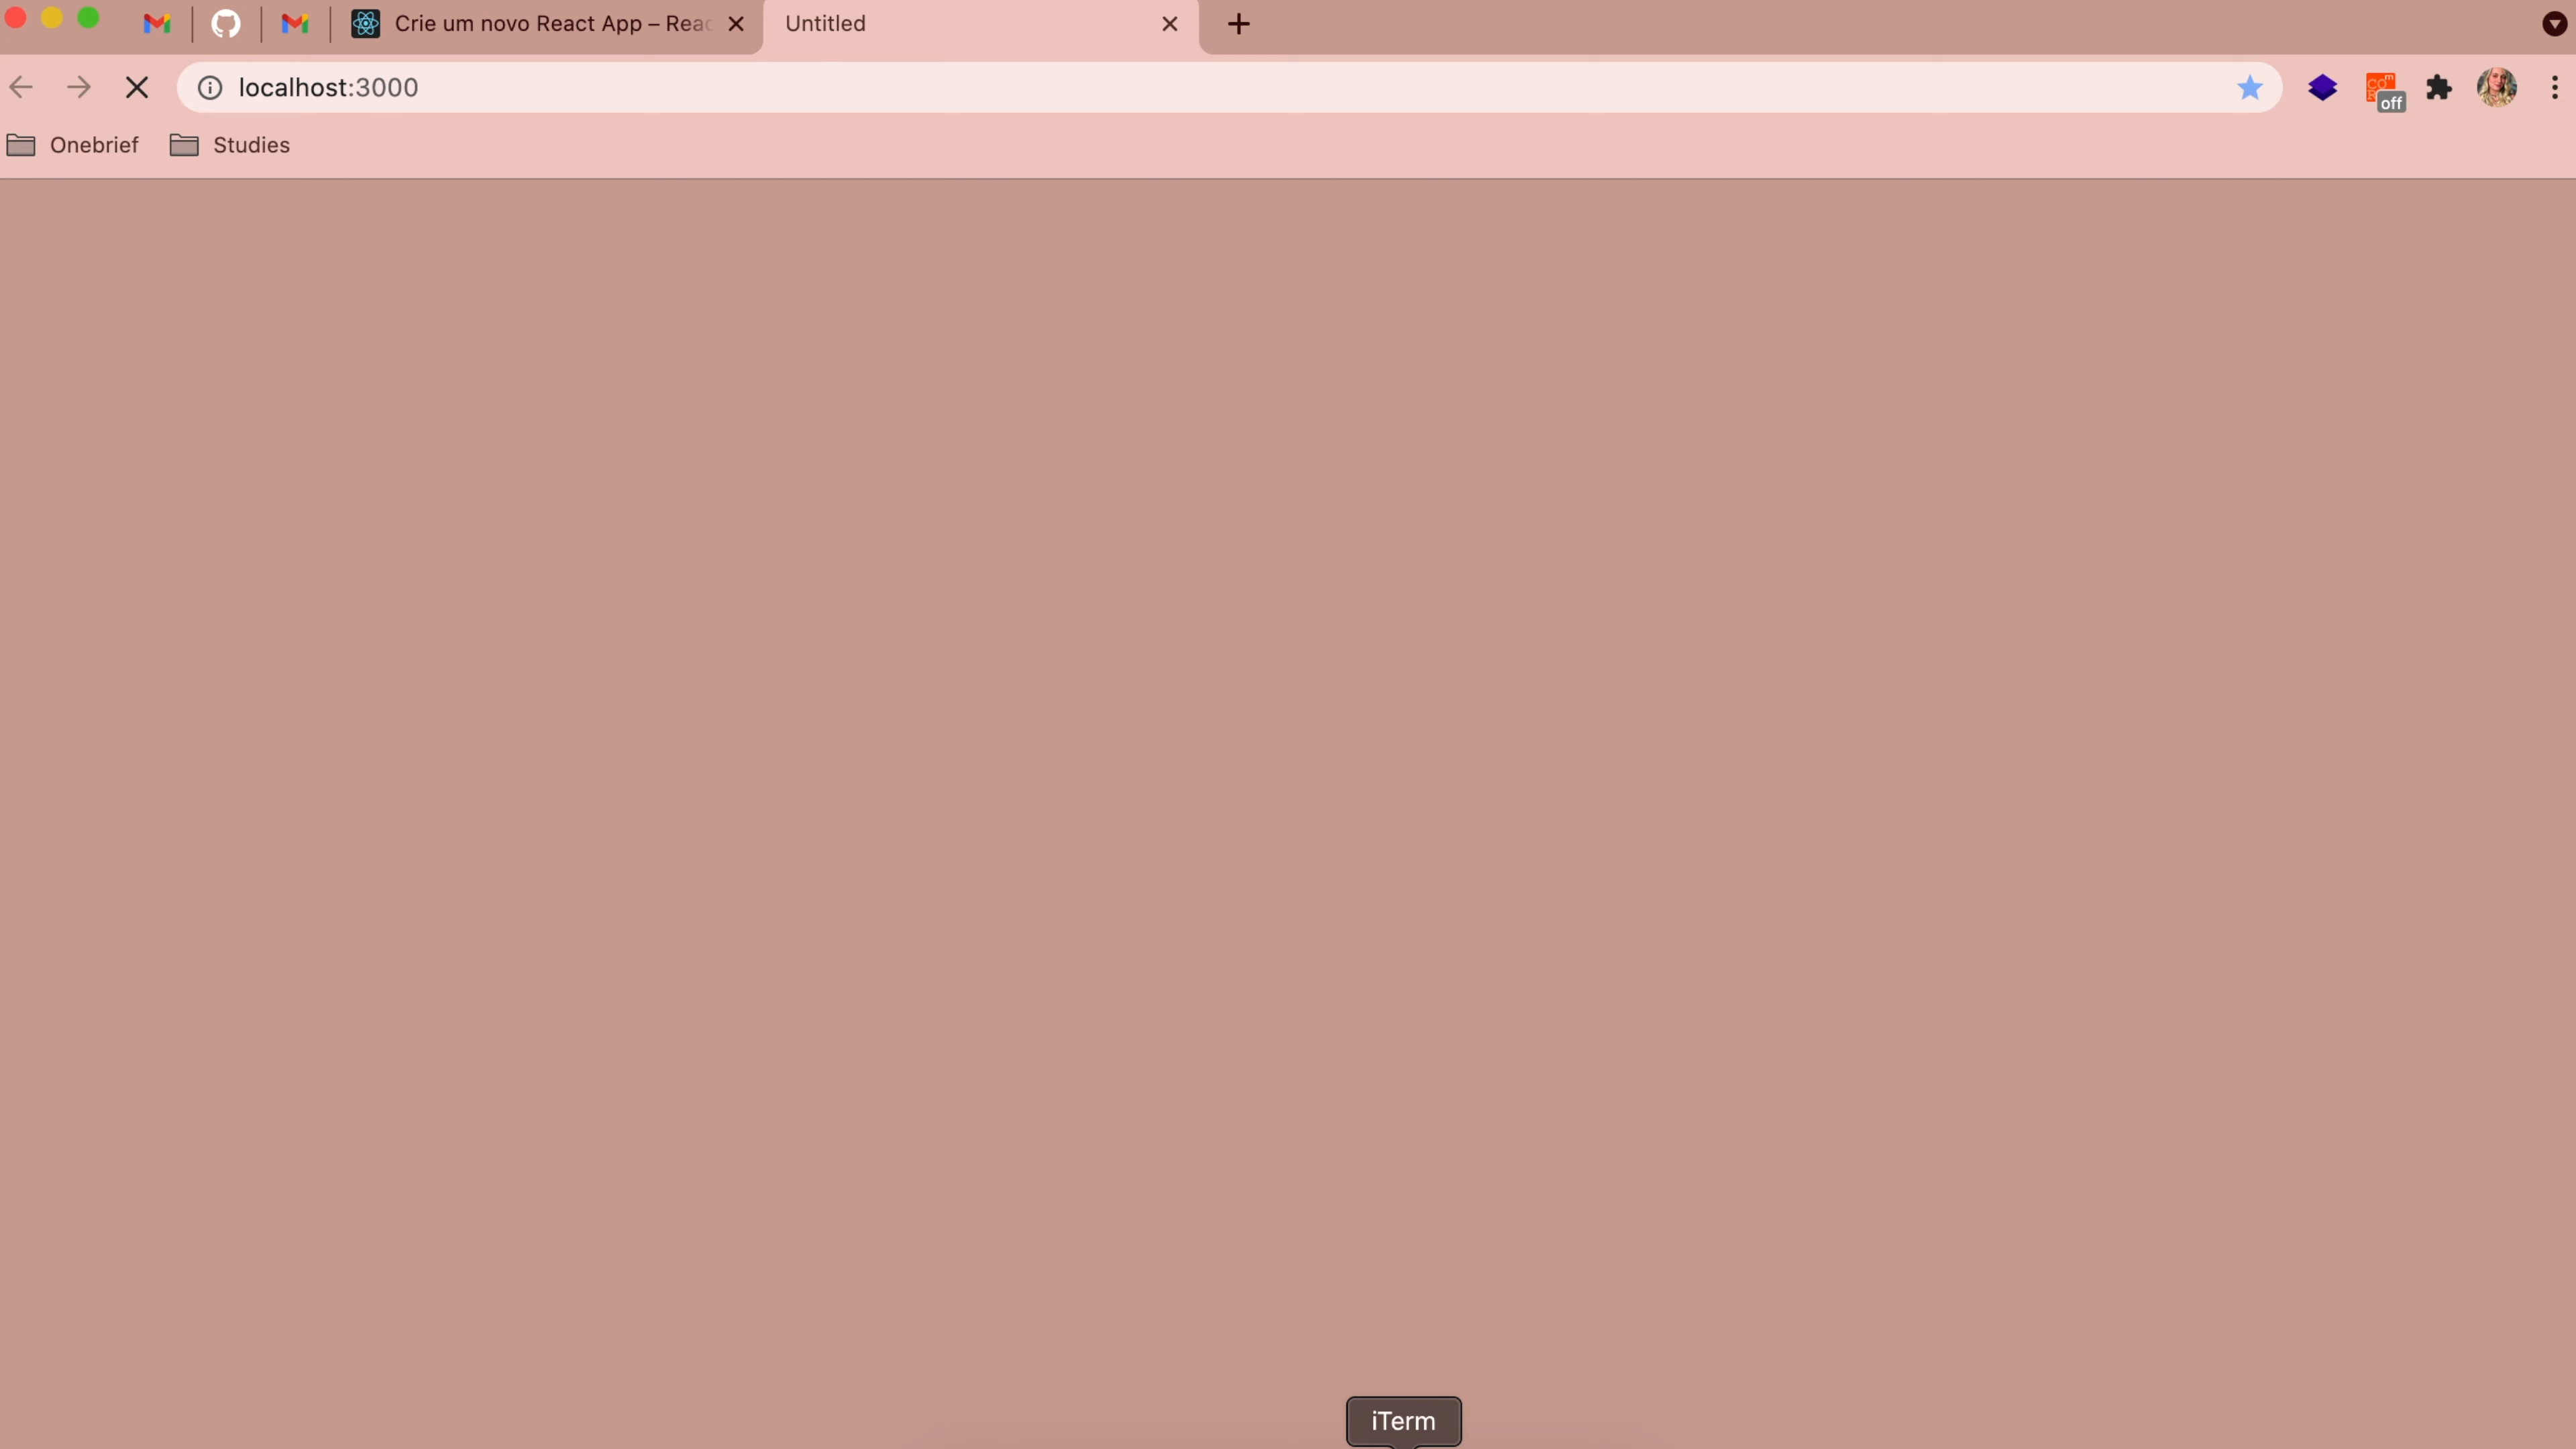 Crie um novo React App – Reac
Untitled
localhost:3000
off
Onebrief
Studies
iTerm